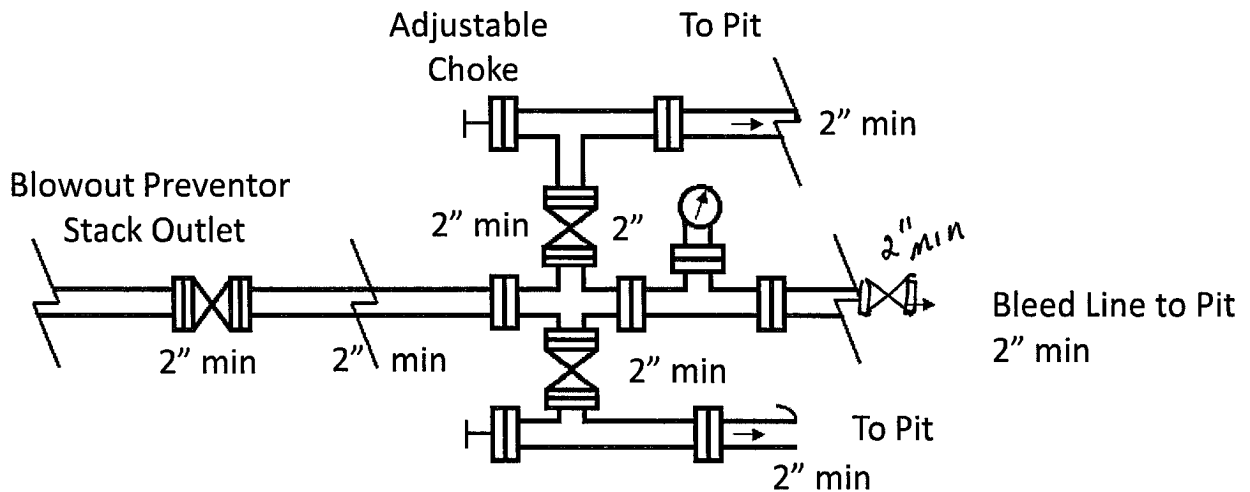 Adjustable
Choke
To Pit
2” min
Blowout Preventor
Stack Outlet
2” min
2”
2" min
Bleed Line to Pit
2” min
2” min
2” min
2” min
To Pit
2” min